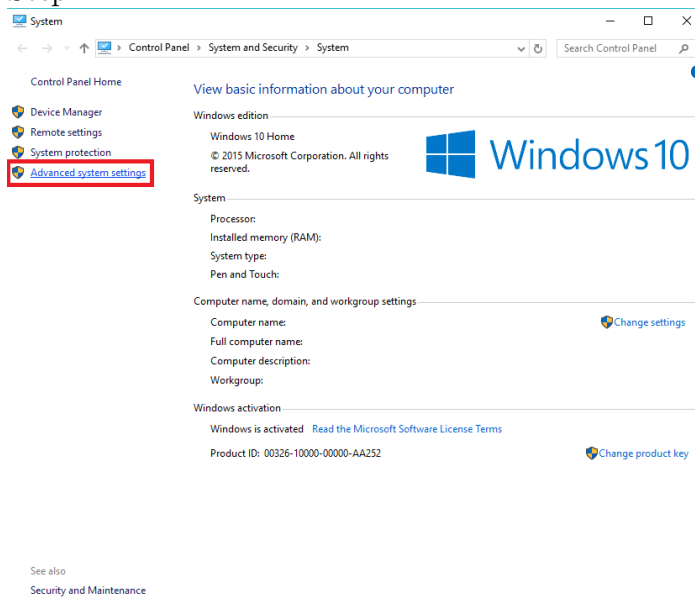 System
Control Panel > System and Security > System
Search Control Panel
Control Panel Home
Device Manager
Remote settings
System protection
Advanced system settings
View basic information about your computer
Windows edition
Windows 10 Home
© 2015 Microsoft Corporation. All rights
reserved.
Windows 10
System
Processor:
Installed memory (RAM):
System type:
Pen and Touch:
Computer name, domain, and workgroup settings
Computer name:
Change settings
Full computer name:
Computer description:
Workgroup:
Windows activation
Windows is activated Read the Microsoft Software License Terms
Product ID: 00326-10000-00000-AA252
Change product key
See also
Security and Maintenance